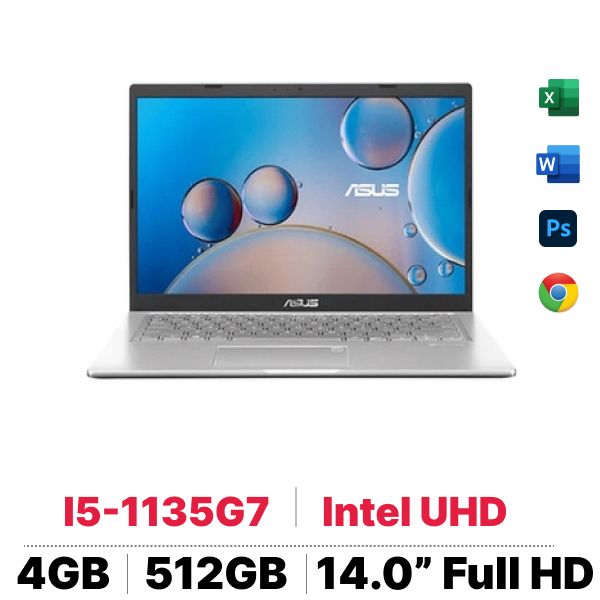 ASUS
ASUS
X
W
Ps
I5-1135G7 Intel UHD
4GB 512GB 14.0” Full HD